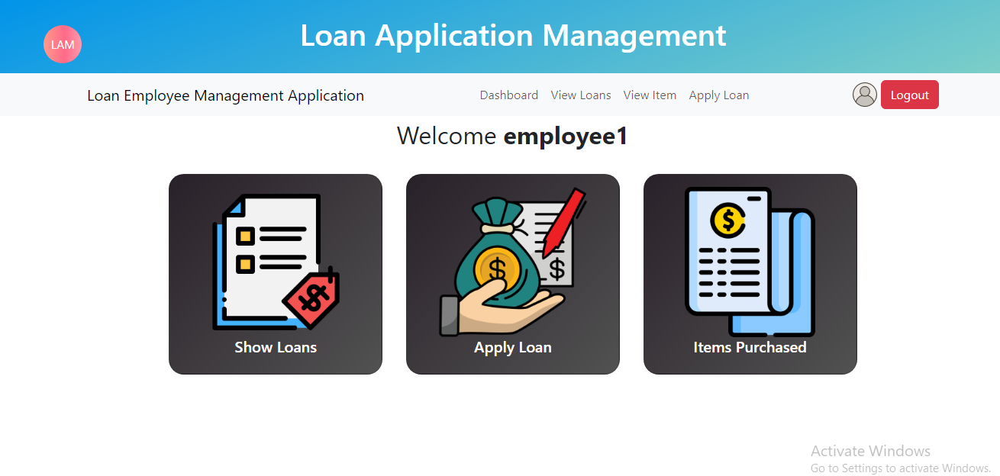 Loan Application Management
LAM
Loan Employee Management Application
Dashboard View Loans View Item Apply Loan
Logout
Welcome employee1
Show Loans
Apply Loan
Items Purchased
Activate Windows
Go to Settings to activate Windows.